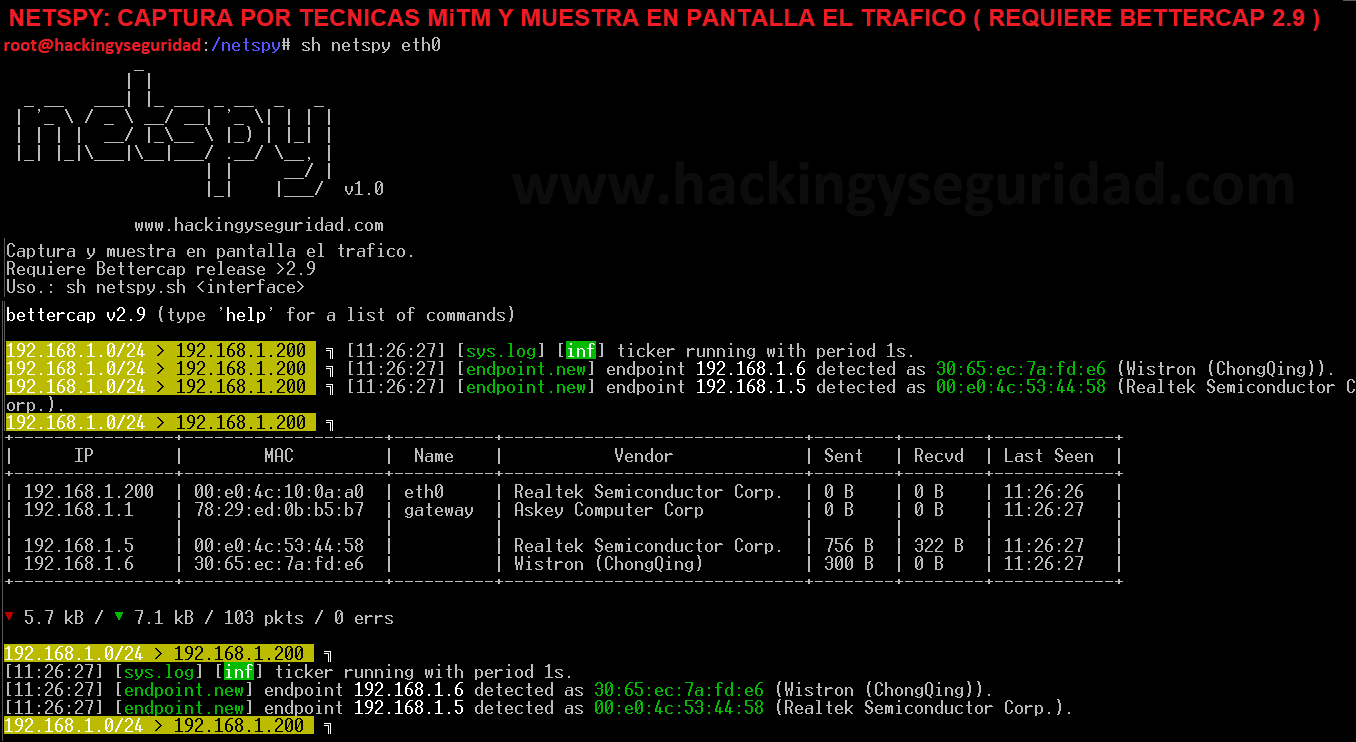 NETSPY: CAPTURA POR TECNICAS MiTM Y MUESTRA EN PANTALLA EL TRAFICO ( REQUIERE BETTERCAP 2.9 )
root@hackingyseguridad:/netspy# sh netspy eth0
netspy v1.0
www.hackingyseguridad.com
www.hackingyseguridad.com
Captura y muestra en pantalla el trafico.
Requiere Bettercap release >2.9
Uso.: sh netspy.sh <interface>
bettercap v2.9 (type 'help' for a list of commands)
192.168.1.0/24 > 192.168.1.200 ╗ [11:26:27] [sys.log] [inf] ticker running with period 1s.
192.168.1.0/24 > 192.168.1.200 ╗ [11:26:27] [endpoint.new] endpoint 192.168.1.6 detected as 30:65:ec:7a:fd:e6 (Wistron (ChongQing)).
192.168.1.0/24 > 192.168.1.200 ╗ [11:26:27] [endpoint.new] endpoint 192.168.1.5 detected as 00:e0:4c:53:44:58 (Realtek Semiconductor C
orp.).
192.168.1.0/24 > 192.168.1.200 ╗
| IP | MAC | Name | Vendor | Sent | Recvd | Last Seen |
| 192.168.1.200 | 00:e0:4c:10:0a:a0 | eth0 | Realtek Semiconductor Corp. | 0 B | 0 B | 11:26:26 |
| 192.168.1.1 | 78:29:ed:0b:b5:b7 | gateway | Askey Computer Corp | 0 B | 0 B | 11:26:27 |
| 192.168.1.5 | 00:e0:4c:53:44:58 | | Realtek Semiconductor Corp. | 756 B | 322 B | 11:26:27 |
| 192.168.1.6 | 30:65:ec:7a:fd:e6 | | Wistron (ChongQing) | 300 B | 0 B | 11:26:27 |
▼ 5.7 kB / ▼ 7.1 kB / 103 pkts / 0 errs
192.168.1.0/24 > 192.168.1.200 ╗
[11:26:27] [sys.log] [inf] ticker running with period 1s.
[11:26:27] [endpoint.new] endpoint 192.168.1.6 detected as 30:65:ec:7a:fd:e6 (Wistron (ChongQing)).
[11:26:27] [endpoint.new] endpoint 192.168.1.5 detected as 00:e0:4c:53:44:58 (Realtek Semiconductor Corp.).
192.168.1.0/24 > 192.168.1.200 ╗